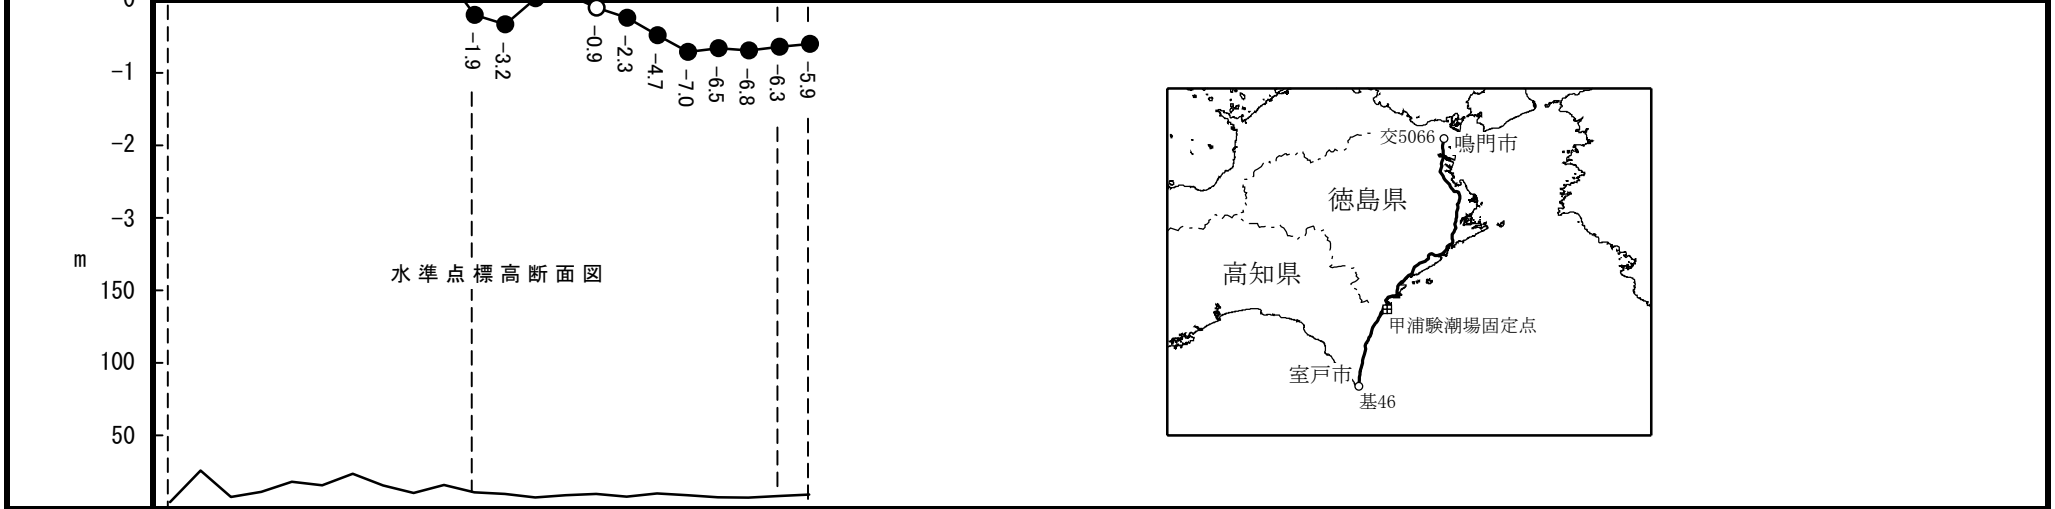 0
-1.9
-3.2
-0.9
-2.3
-4.7
-7.0
-6.5
-6.8
-6.3
-5.9
-1
-2
-3
m
水準点標高断面図
150
100
50
交5066
鳴門市
徳島県
高知県
甲浦験潮場固定点
室戸市
基46